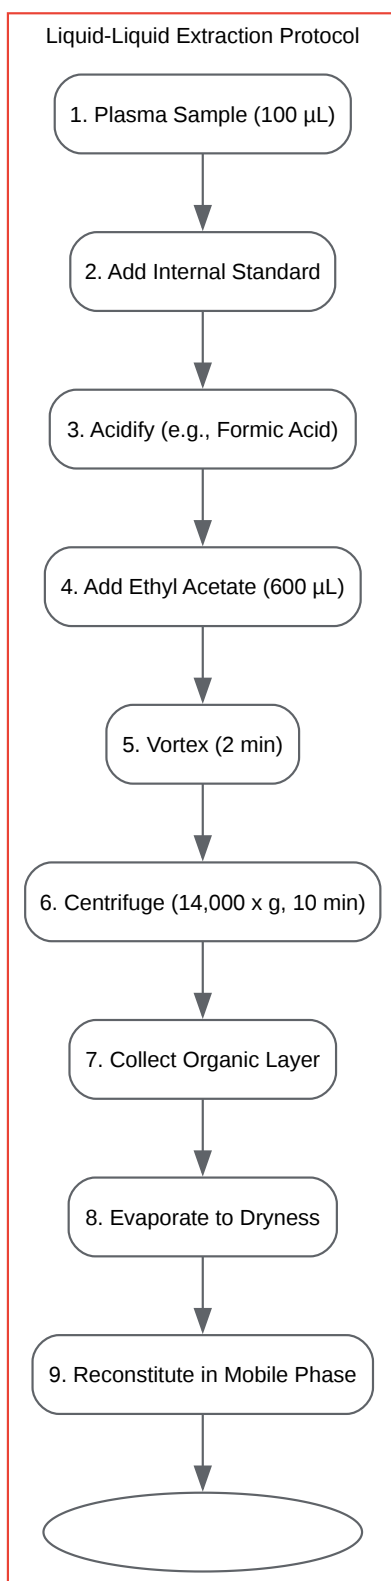 Liquid-Liquid Extraction Protocol
1. Plasma Sample (100 µL)
2. Add Internal Standard
3. Acidify (e.g., Formic Acid)
4. Add Ethyl Acetate (600 µL)
5. Vortex (2 min)
6. Centrifuge (14,000 x g, 10 min)
7. Collect Organic Layer
8. Evaporate to Dryness
9. Reconstitute in Mobile Phase